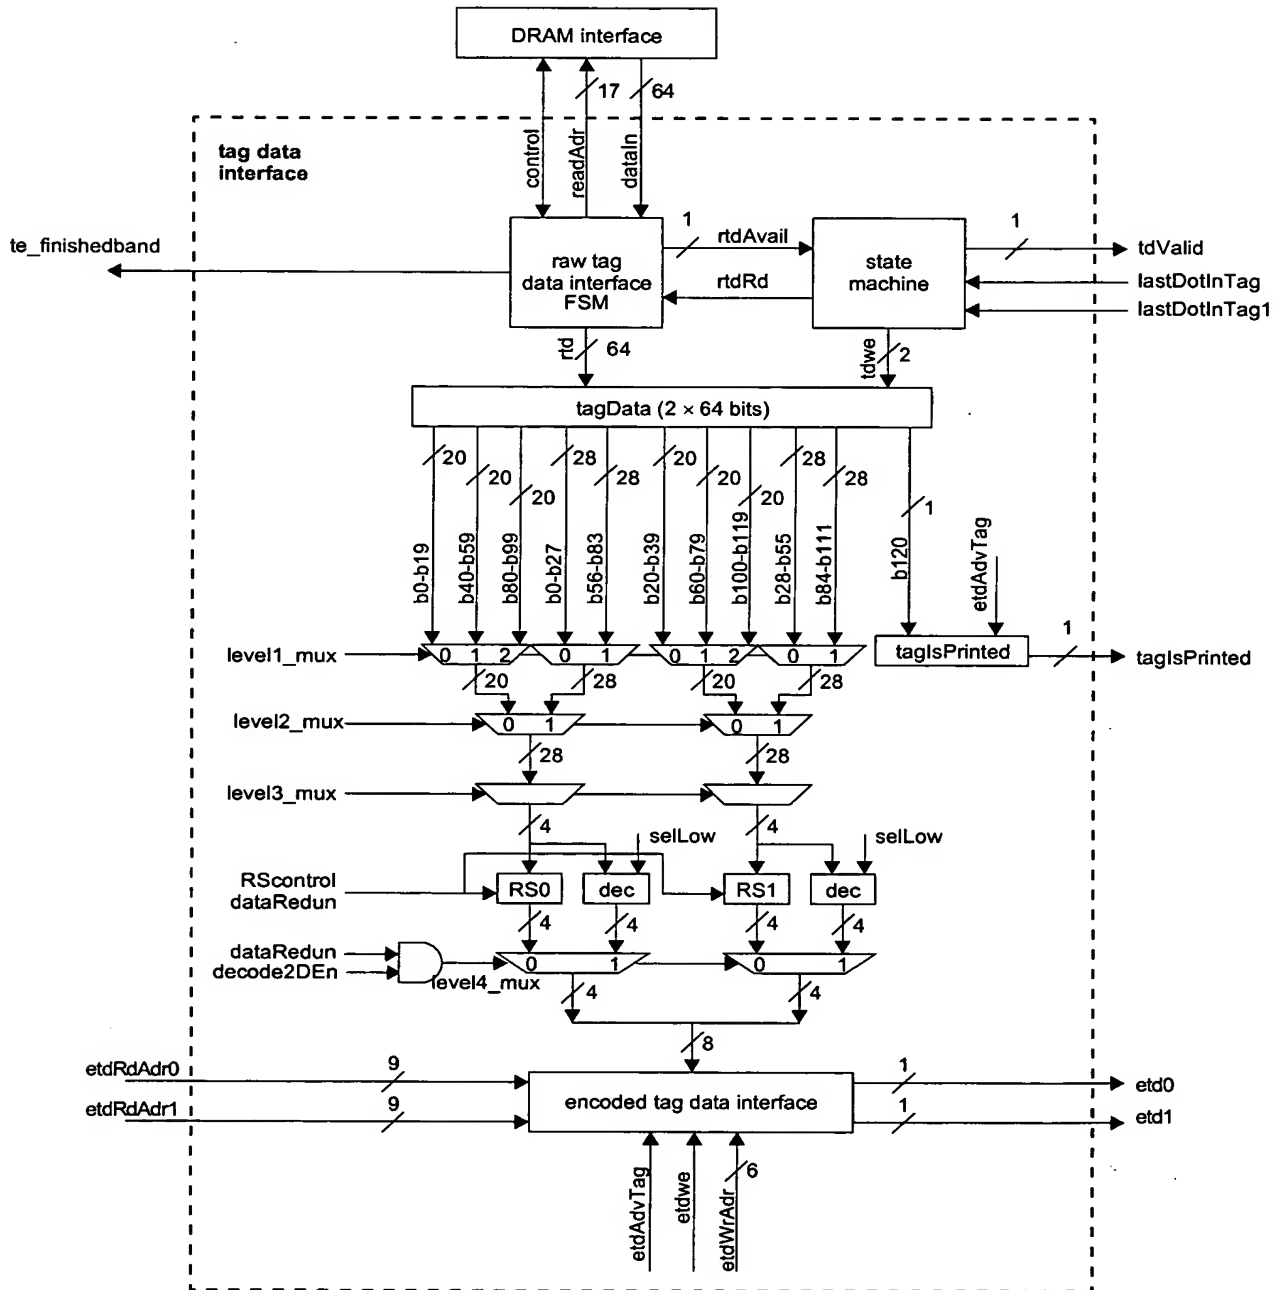 DRAM interface
17
64
control
readAdr
dataIn
tag data
interface
te_finishedband
raw tag
data interface
FSM
1
rtdAvail
rtdRd
state
machine
1
tdValid
lastDotInTag
lastDotInTag1
rtd
64
tdwe
2
tagData (2 × 64 bits)
20
20
20
28
28
20
20
20
28
28
1
b0-b19
b40-b59
b80-b99
b0-b27
b56-b83
b20-b39
b60-b79
b100-b119
b28-b55
b84-b111
b120
etdAdvTag
level1_mux
0 1 2
0 1
0 1 2
0 1
tagIsPrinted
1
tagIsPrinted
20
28
20
28
level2_mux
0 1
0 1
28
28
level3_mux
4
selLow
4
selLow
RScontrol
dataRedun
RS0
dec
RS1
dec
4
4
4
4
dataRedun
decode2DEn
level4_mux
0 1
0 1
4
4
8
etdRdAdr0
9
etdRdAdr1
9
encoded tag data interface
1
etd0
1
etd1
etdAdvTag
etdwe
etdWrAdr
6